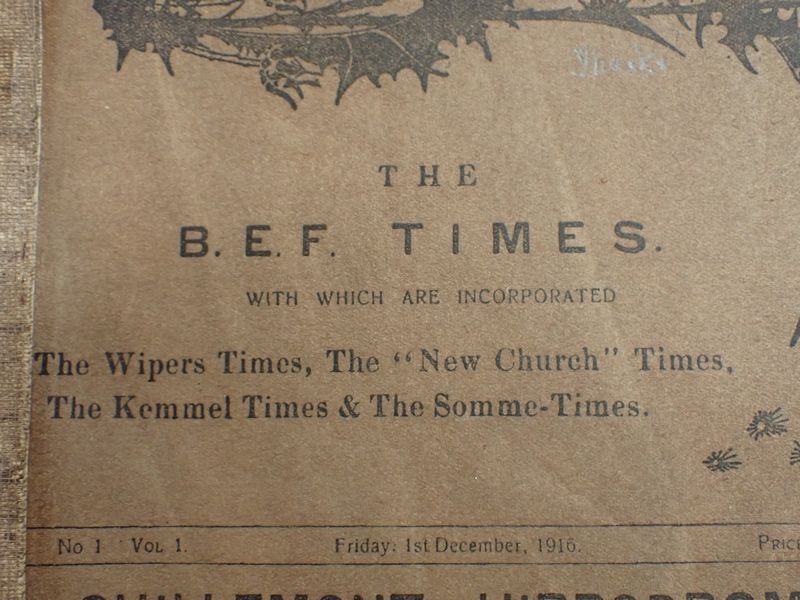 THE
B. E. F. TIMES.
WITH WHICH ARE INCORPORATED
The Wipers Times, The “New Church” Times,
The Kemmel Times & The Somme-Times.
No 1 VOL 1. Friday: 1st December, 1916. PRICE